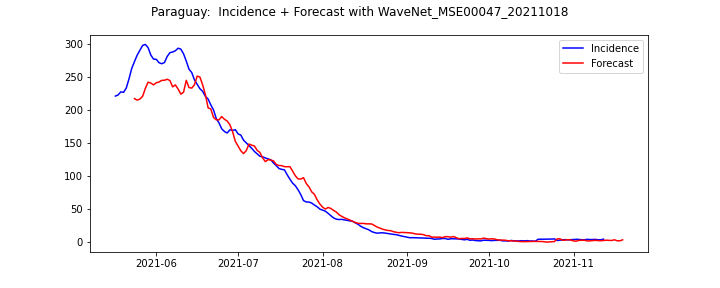 Paraguay:  Incidence + Forecast with WaveNet_MSE00047_20211018
Incidence
Forecast
300
250
200
150
100
50
0
2021-06 2021-07 2021-08 2021-09 2021-10 2021-11